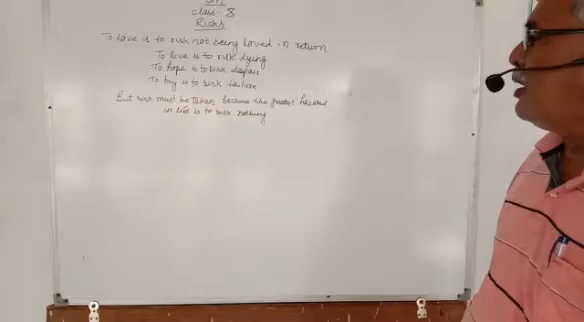 class - 8
Risks
To love is to risk not being loved in return
To live is to risk dying
To hope is to risk despair
To try is to risk failure
But risk must be taken because the greatest hazard
in life is to risk nothing